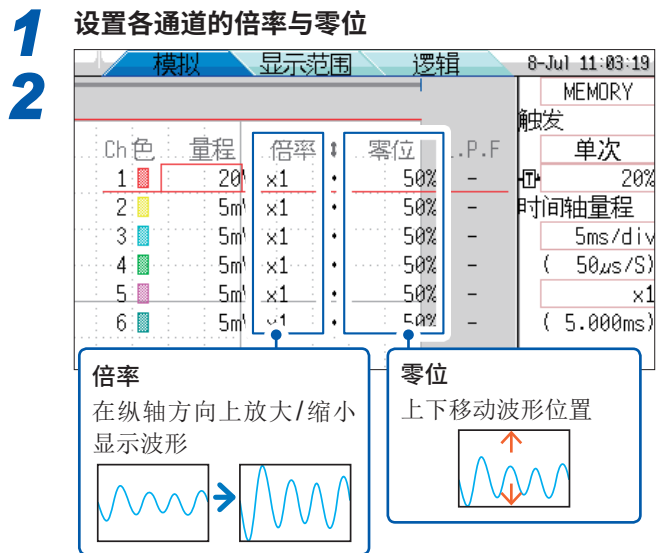 1 设置各通道的倍率与零位
2
模拟 显示范围 逻辑 8-Jul 11:03:19
MEMORY
触发
Ch 色 量程 倍率 零位 .P.F 单次
1 20 x1 50% - T 20%
2 5m x1 50% - 时间轴量程
3 5m x1 50% - 5ms/div
4 5m x1 50% - ( 50µs/S)
5 5m x1 50% - x1
6 5m x1 50% - ( 5.000ms)
倍率
在纵轴方向上放大/缩小
显示波形
零位
上下移动波形位置